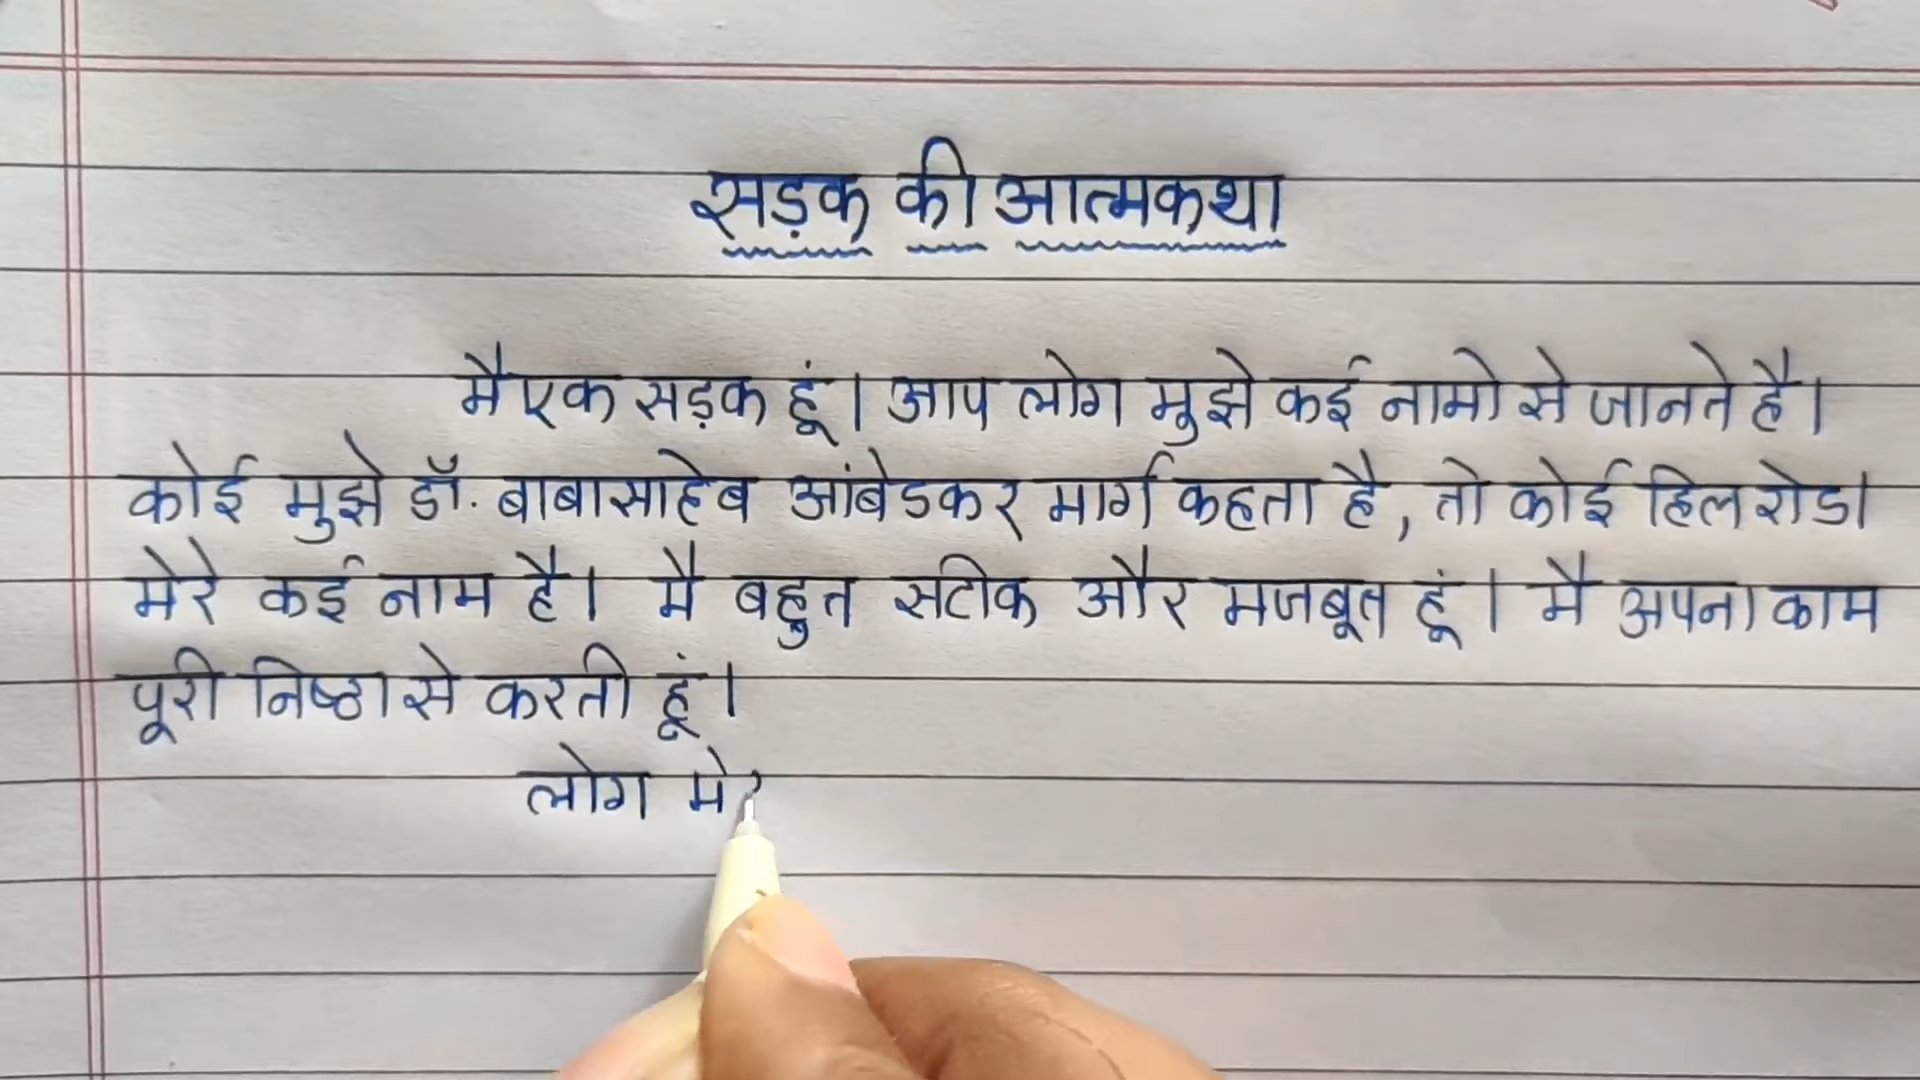 सड़क की आत्मकथा
मै एक सड़क हूं। आप लोग मुझे कई नामो से जानते है।
कोई मुझे डॉ. बाबासाहेब आंबेडकर मार्ग कहता है, तो कोई हिल रोड।
मेरे कई नाम है। मै बहुत सटीक और मजबूत हूं। मै अपना काम
पूरी निष्ठा से करती हूं।
लोग